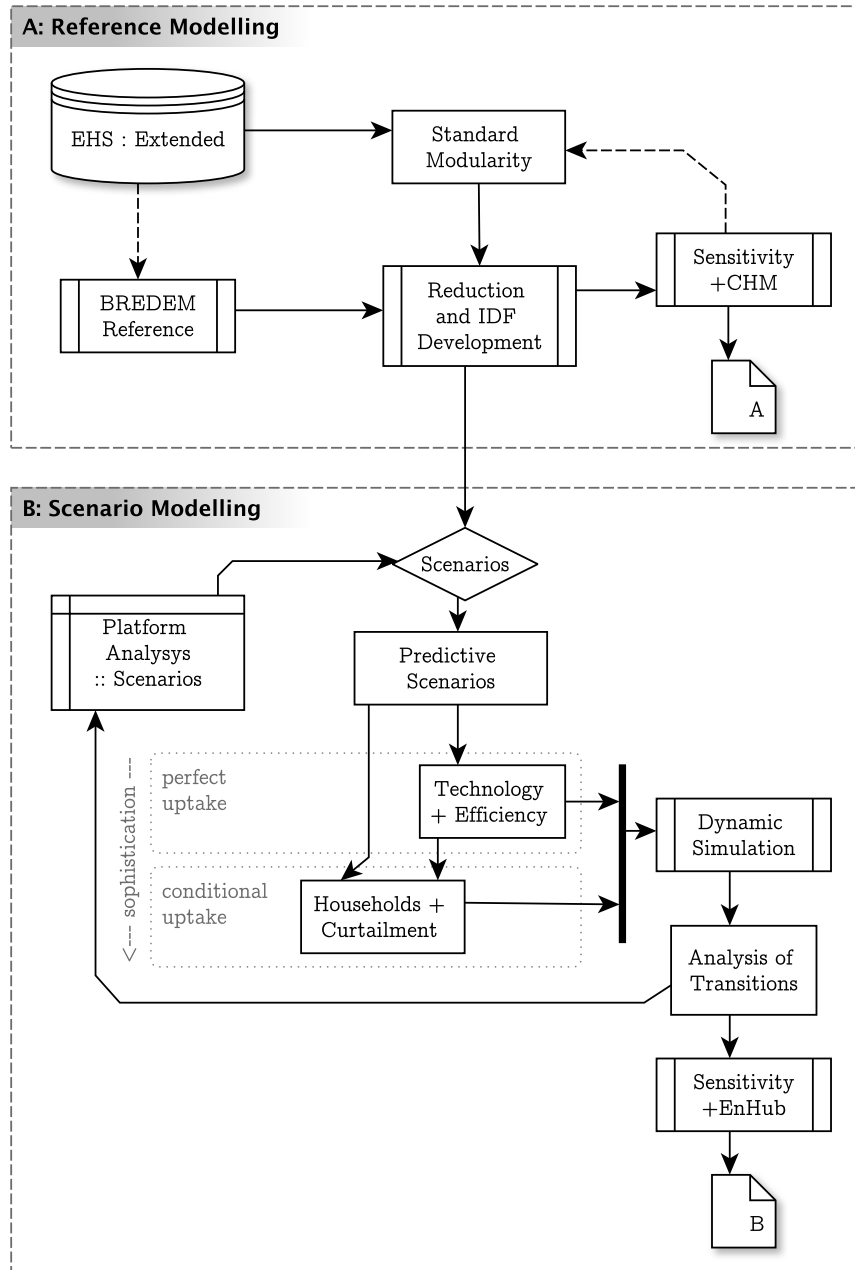 A: Reference Modelling
EHS : Extended
Standard
Modularity
Sensitivity
+CHM
BREDEM
Reference
Reduction
and IDF
Development
A
B: Scenario Modelling
Scenarios
Platform
Analysys
:: Scenarios
Predictive
Scenarios
<--- sophistication ---
perfect
uptake
Technology
+ Efficiency
Dynamic
Simulation
conditional
uptake
Households +
Curtailment
Analysis of
Transitions
Sensitivity
+EnHub
B